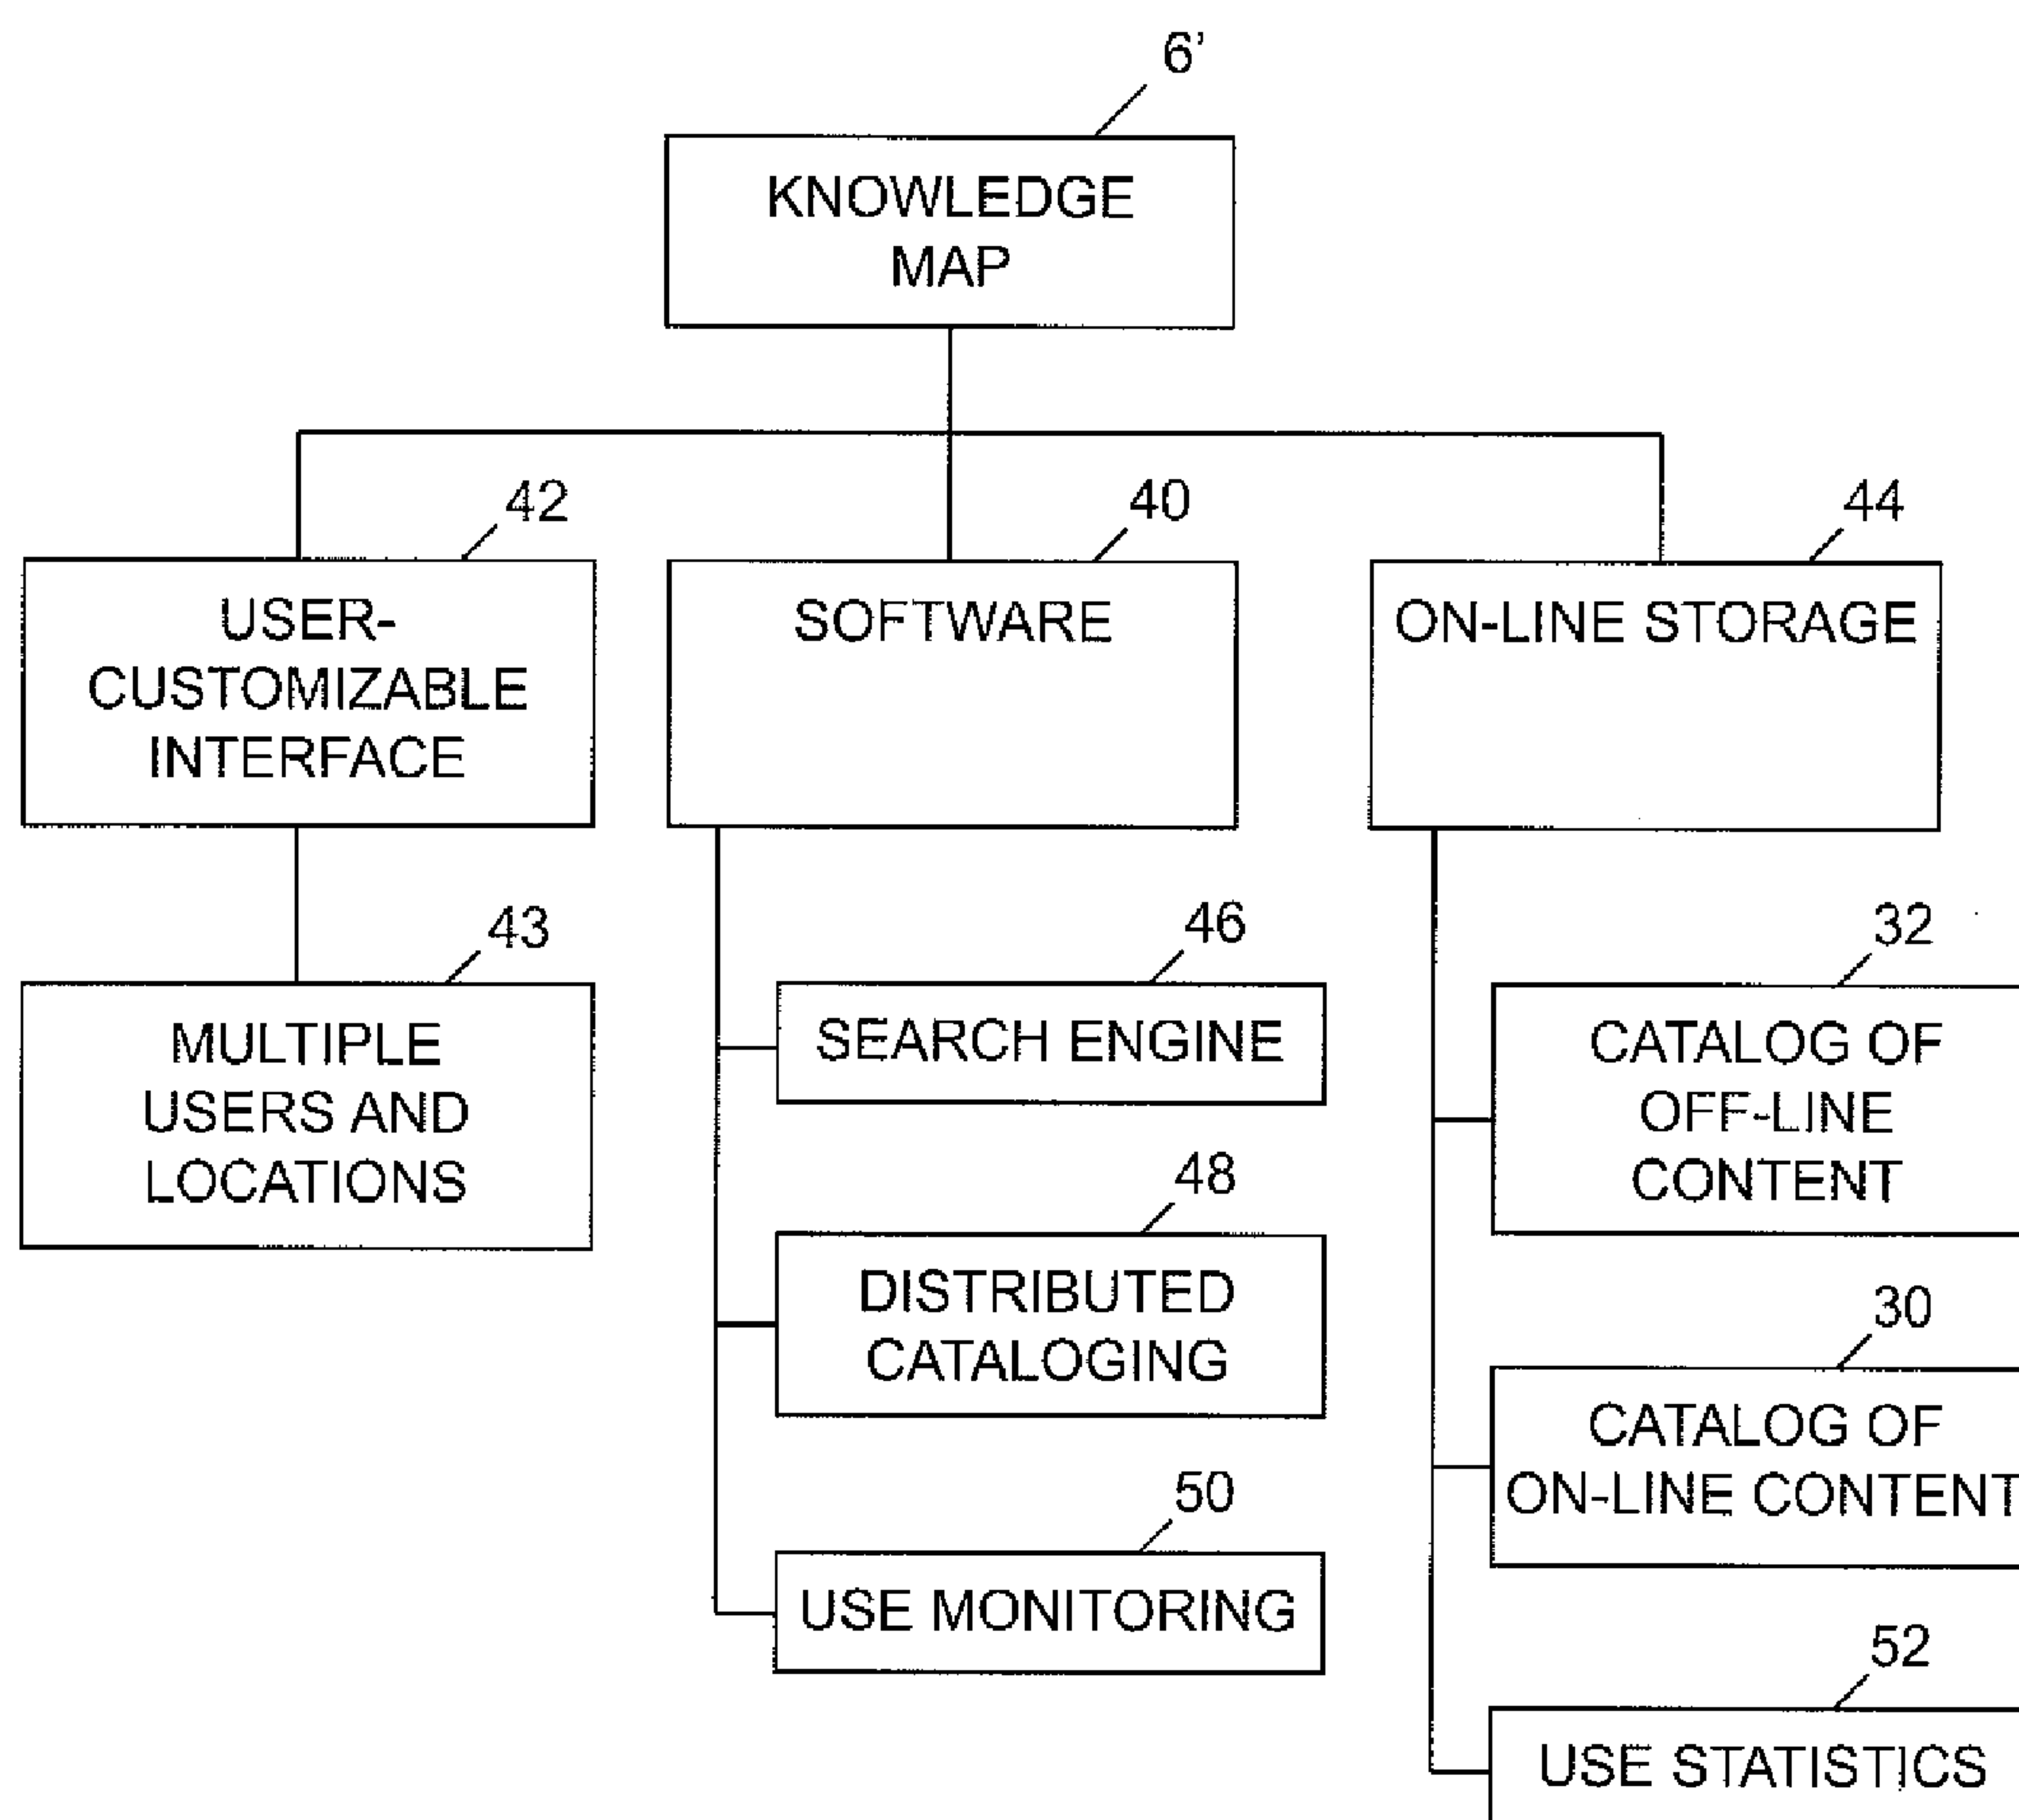 6'
KNOWLEDGE
MAP
42
USER-
CUSTOMIZABLE
INTERFACE
40
SOFTWARE
44
ON-LINE STORAGE
43
MULTIPLE
USERS AND
LOCATIONS
46
SEARCH ENGINE
48
DISTRIBUTED
CATALOGING
50
USE MONITORING
32
CATALOG OF
OFF-LINE
CONTENT
30
CATALOG OF
ON-LINE CONTENT
52
USE STATISTICS